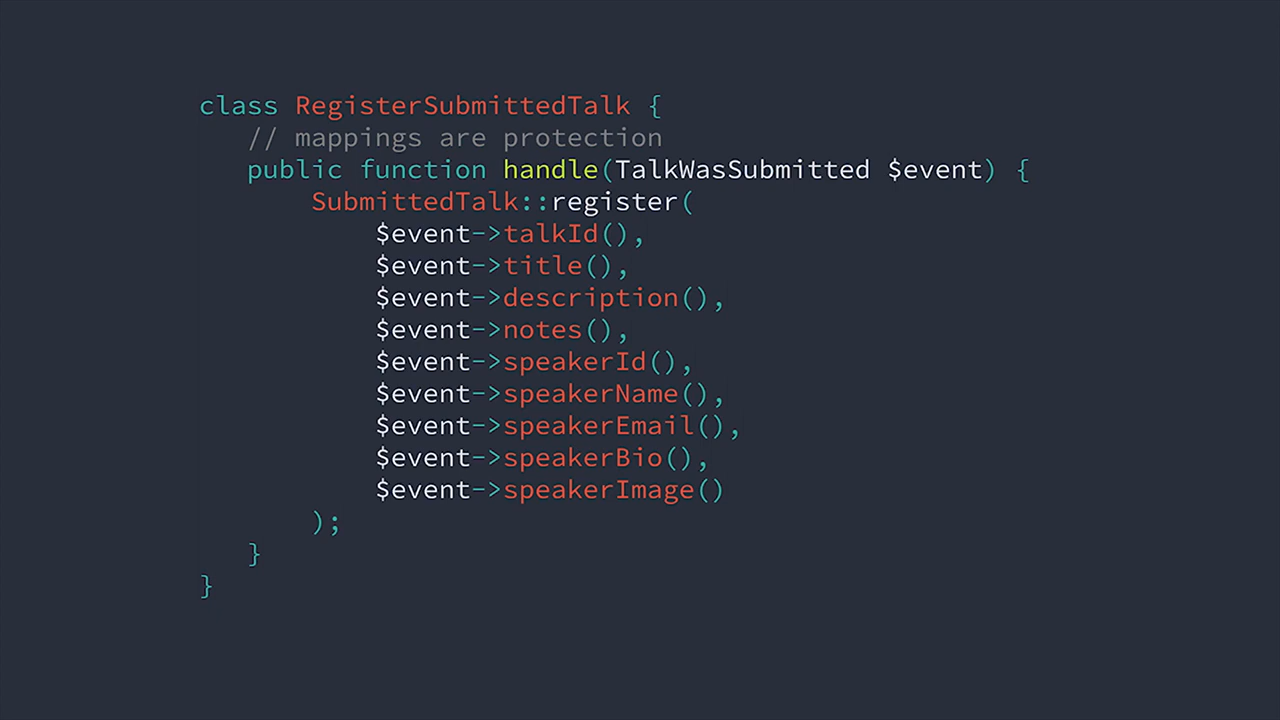 class RegisterSubmittedTalk {
// mappings are protection
public function handle(TalkWasSubmitted $event) {
SubmittedTalk::register(
$event->talkId(),
$event->title(),
$event->description(),
$event->notes(),
$event->speakerId(),
$event->speakerName(),
$event->speakerEmail(),
$event->speakerBio(),
$event->speakerImage()
);
}
}